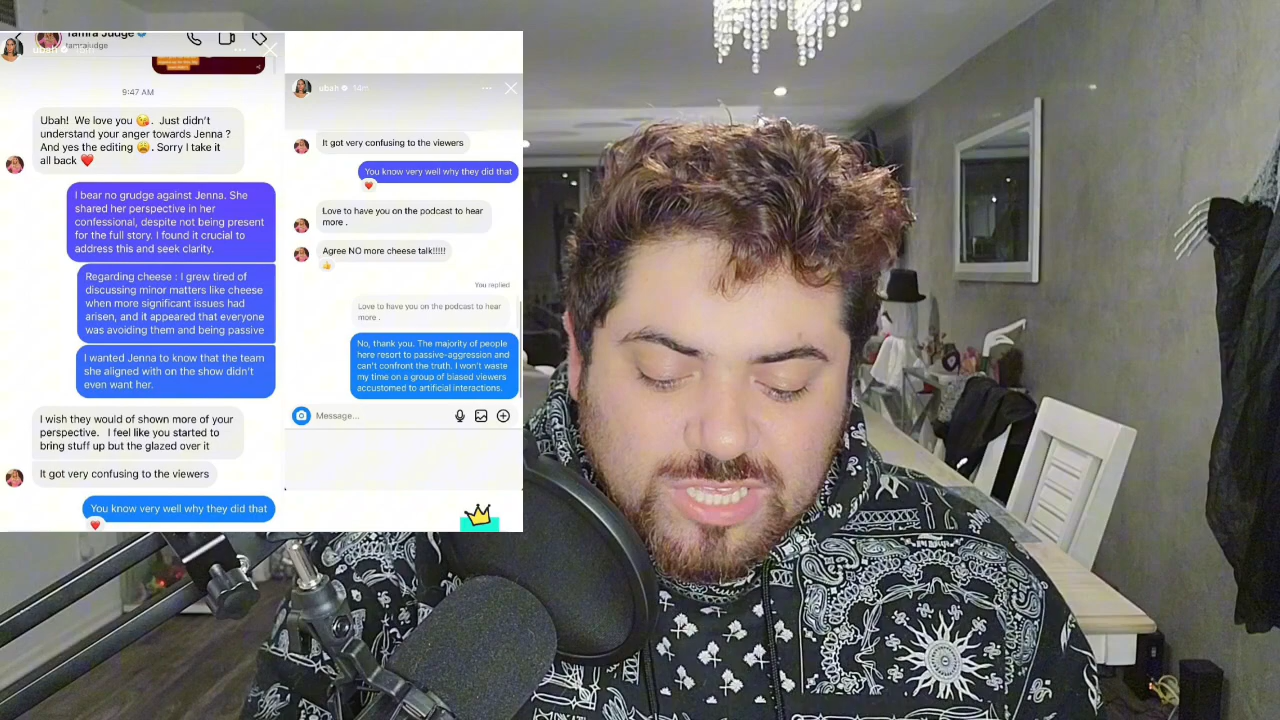 Tamra Judge
tamrajudge
ubah
9:47 AM
Ubah! We love you 😘. Just didn't
understand your anger towards Jenna ?
And yes the editing 😩. Sorry I take it
all back ❤️
I bear no grudge against Jenna. She
shared her perspective in her
confessional, despite not being present
for the full story. I found it crucial to
address this and seek clarity.
Regarding cheese : I grew tired of
discussing minor matters like cheese
when more significant issues had
arisen, and it appeared that everyone
was avoiding them and being passive
I wanted Jenna to know that the team
she aligned with on the show didn't
even want her.
I wish they would of shown more of your
perspective. I feel like you started to
bring stuff up but the glazed over it
It got very confusing to the viewers
You know very well why they did that
❤️
ubah 14m
It got very confusing to the viewers
You know very well why they did that
❤️
Love to have you on the podcast to hear
more .
Agree NO more cheese talk!!!!!
👍
You replied
Love to have you on the podcast to hear
more .
No, thank you. The majority of people
here resort to passive-aggression and
can't confront the truth. I won't waste
my time on a group of biased viewers
accustomed to artificial interactions.
Message...